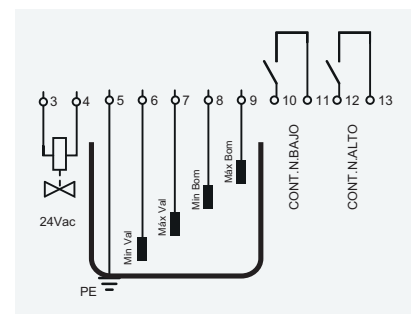 3 4 5 6 7 8 9 10 11 12 13
24Vac
Min Val
Máx Val
Min Bom
Máx Bom
CONT.N.BAJO
CONT.N.ALTO
PE